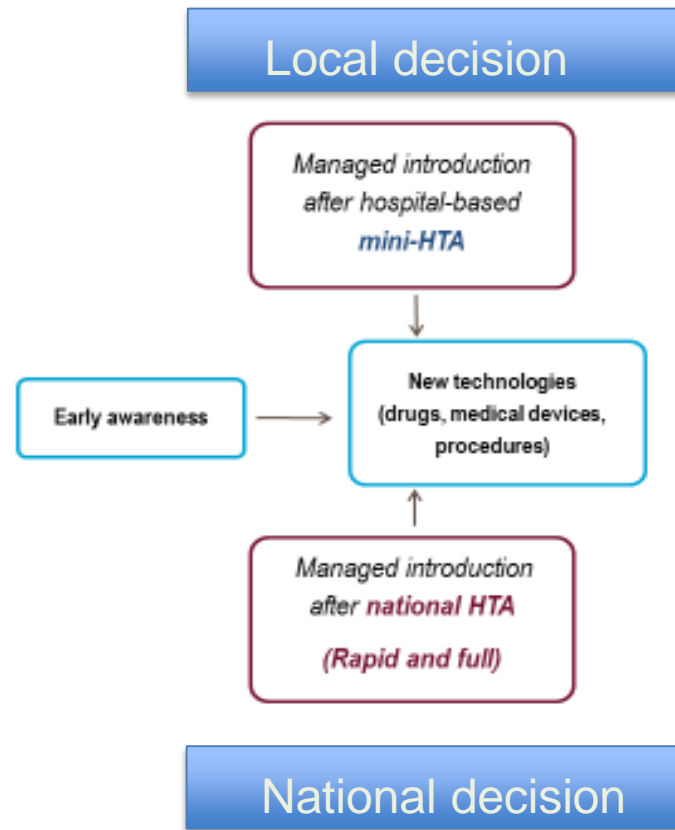 Local decision
Managed introduction
after hospital-based
mini-HTA
Early awareness
New technologies
(drugs, medical devices,
procedures)
Managed introduction
after national HTA
(Rapid and full)
National decision